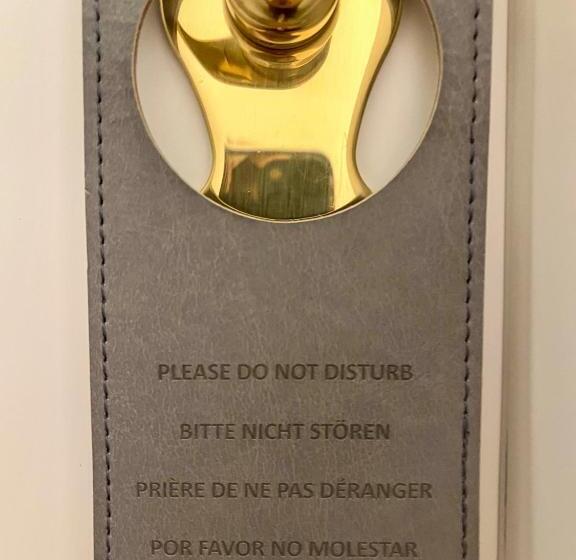 PLEASE DO NOT DISTURB
BITTE NICHT STÖREN
PRIÈRE DE NE PAS DÉRANGER
POR FAVOR NO MOLESTAR